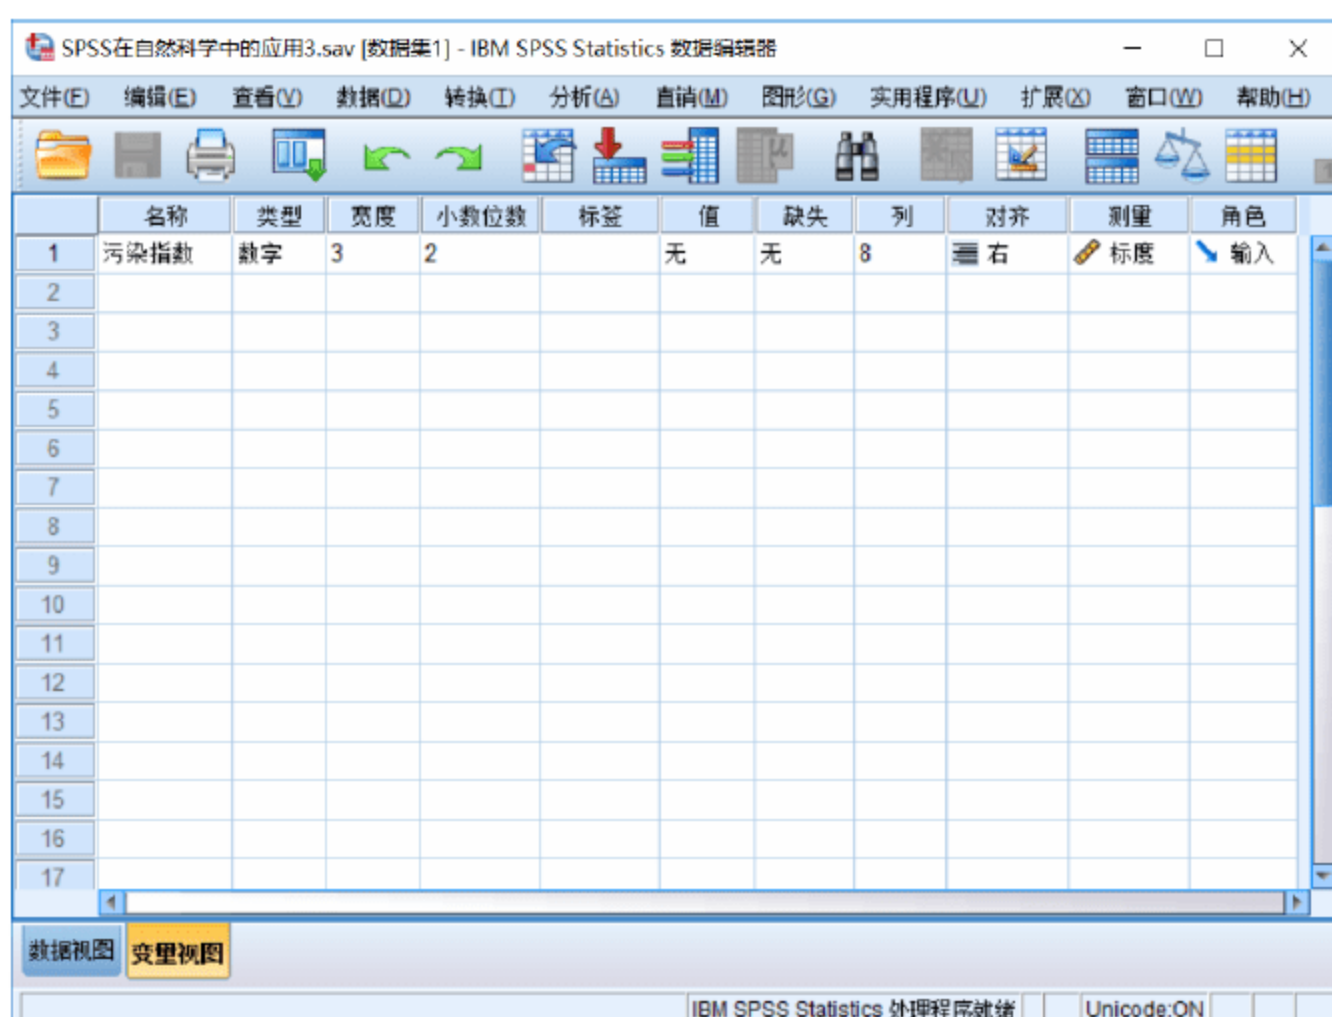 SPSS在自然科学中的应用3.sav [数据集1] - IBM SPSS Statistics 数据编辑器
文件(F) 编辑(E) 查看(V) 数据(D) 转换(T) 分析(A) 直销(M) 图形(G) 实用程序(U) 扩展(X) 窗口(W) 帮助(H)
名称 类型 宽度 小数位数 标签 值 缺失 列 对齐 测量 角色
1 污染指数 数字 3 2 无 无 8 右 标度 输入
2
3
4
5
6
7
8
9
10
11
12
13
14
15
16
17
数据视图 变量视图
IBM SPSS Statistics 处理程序就绪 Unicode:ON